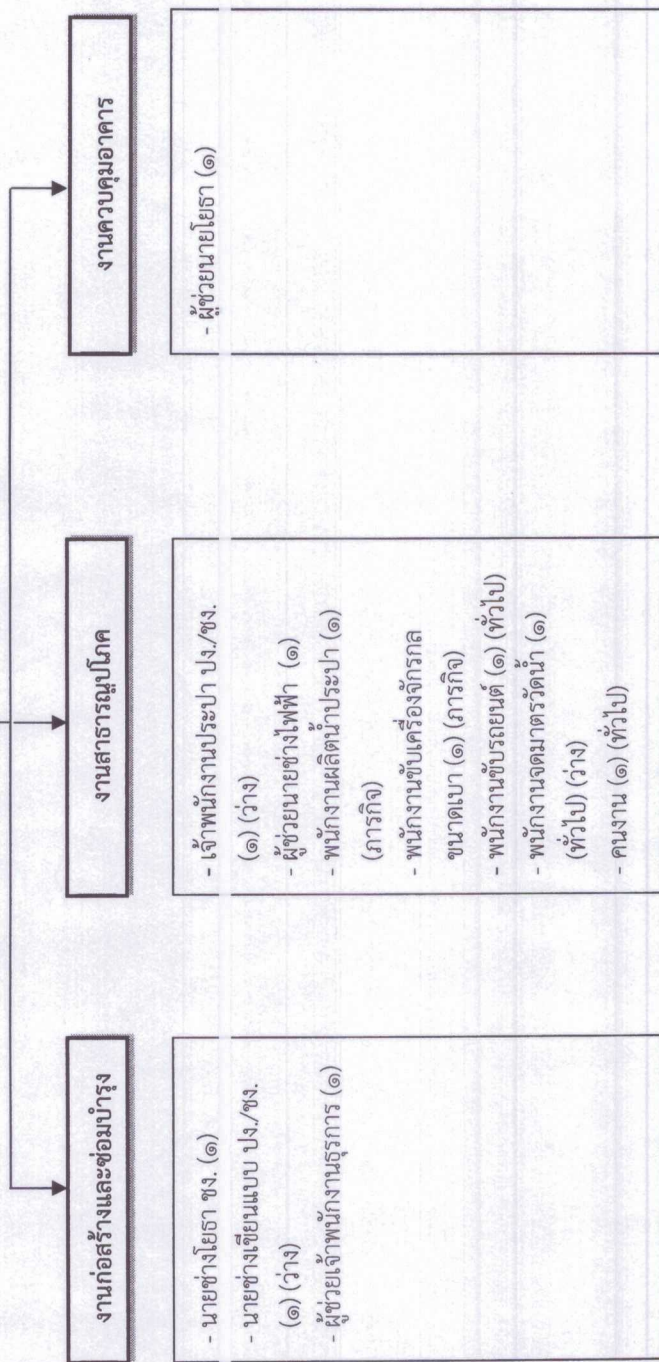 งานก่อสร้างและซ่อมบำรุง
- นายช่างโยธา ชง. (๑)
- นายช่างเขียนแบบ ปง./ชง.
(๑) (ว่าง)
- ผู้ช่วยเจ้าพนักงานธุรการ (๑)
งานสาธารณูปโภค
- เจ้าพนักงานประปา ปง./ชง.
(๑) (ว่าง)
- ผู้ช่วยนายช่างไฟฟ้า (๑)
- พนักงานผลิตน้ำประปา (๑)
(ภารกิจ)
- พนักงานขับเครื่องจักรกล
ขนาดเบา (๑) (ภารกิจ)
- พนักงานขับรถยนต์ (๑) (ทั่วไป)
- พนักงานจดมาตรวัดน้ำ (๑)
(ทั่วไป) (ว่าง)
- คนงาน (๑) (ทั่วไป)
งานควบคุมอาคาร
- ผู้ช่วยนายโยธา (๑)